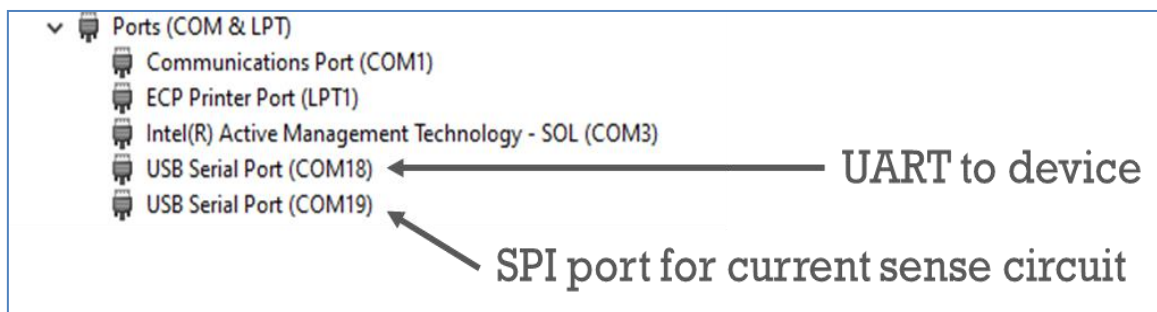 Ports (COM & LPT)
Communications Port (COM1)
ECP Printer Port (LPT1)
Intel(R) Active Management Technology - SOL (COM3)
USB Serial Port (COM18)
UART to device
USB Serial Port (COM19)
SPI port for current sense circuit